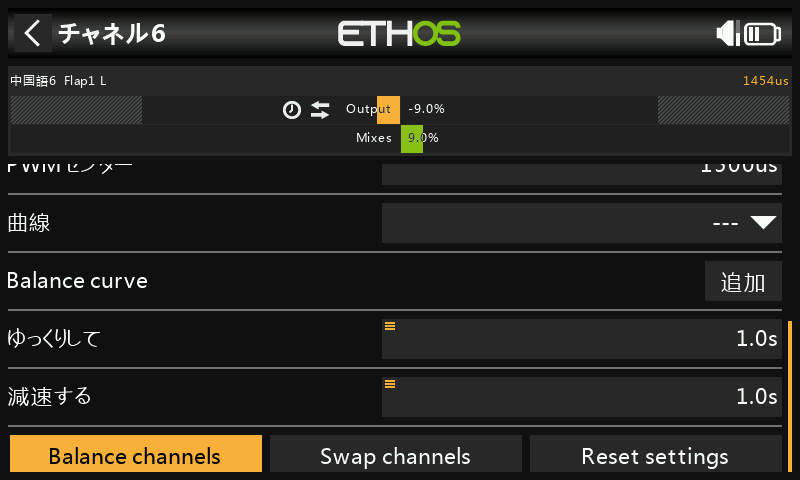 チャネル6
ETHOS
中国語6 Flap1 L
1454us
Output -9.0%
Mixes 9.0%
PWMセンター
1500us
曲線
---
Balance curve
追加
ゆっくりして
1.0s
減速する
1.0s
Balance channels
Swap channels
Reset settings